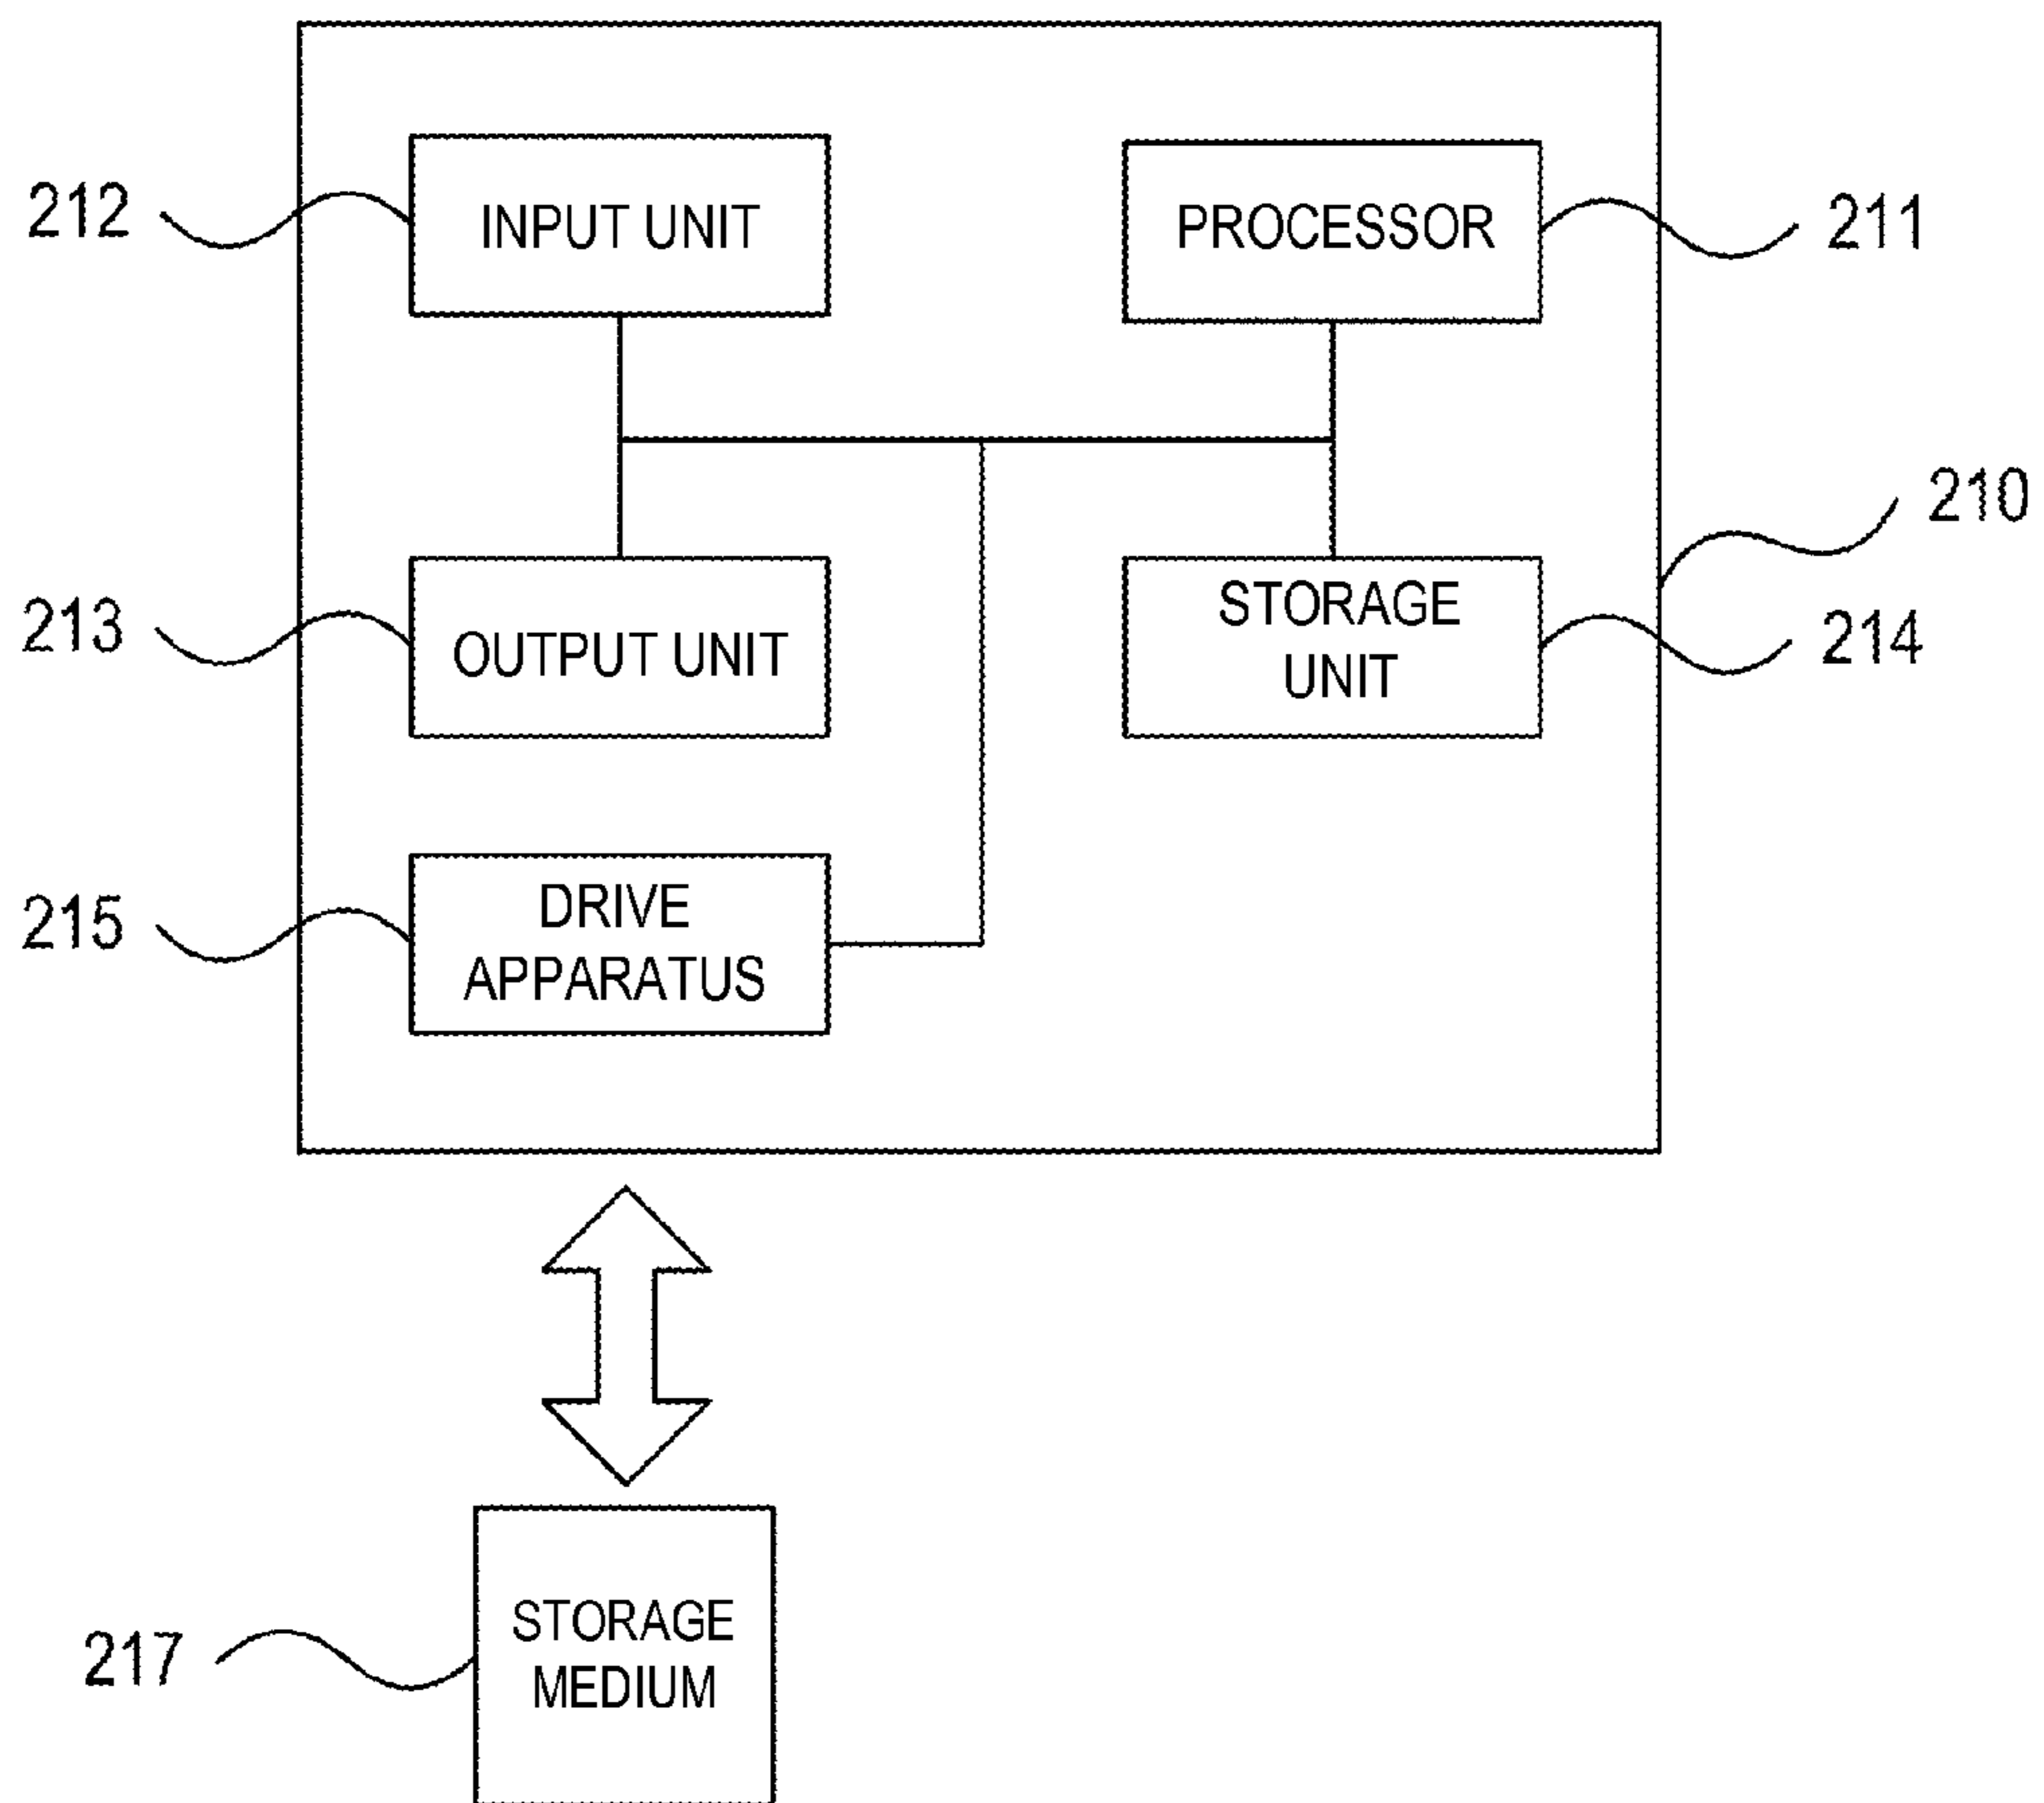 212
INPUT UNIT
PROCESSOR
211
210
213
OUTPUT UNIT
STORAGE
UNIT
214
215
DRIVE
APPARATUS
217
STORAGE
MEDIUM